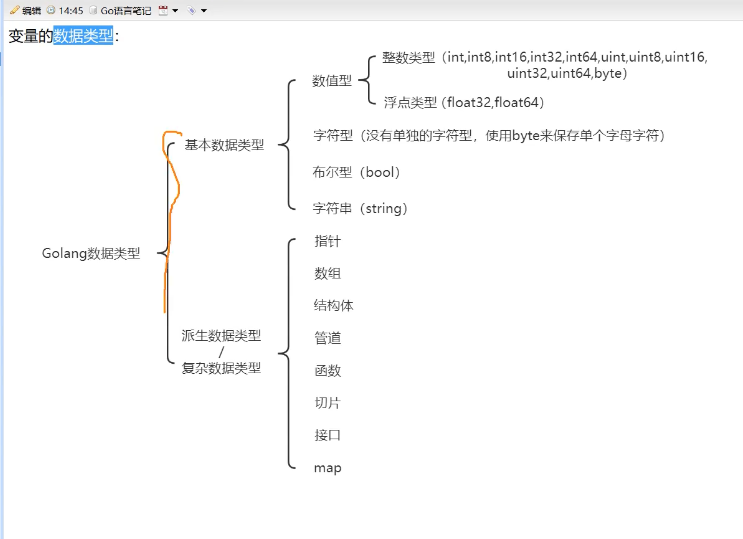 编辑 14:45 Go语言笔记
变量的数据类型：
整数类型（int,int8,int16,int32,int64,uint,uint8,uint16,
uint32,uint64,byte）
数值型
浮点类型（float32,float64）
字符型（没有单独的字符型，使用byte来保存单个字母字符）
基本数据类型
布尔型（bool）
字符串（string）
Golang数据类型
指针
数组
结构体
派生数据类型
/
复杂数据类型
管道
函数
切片
接口
map